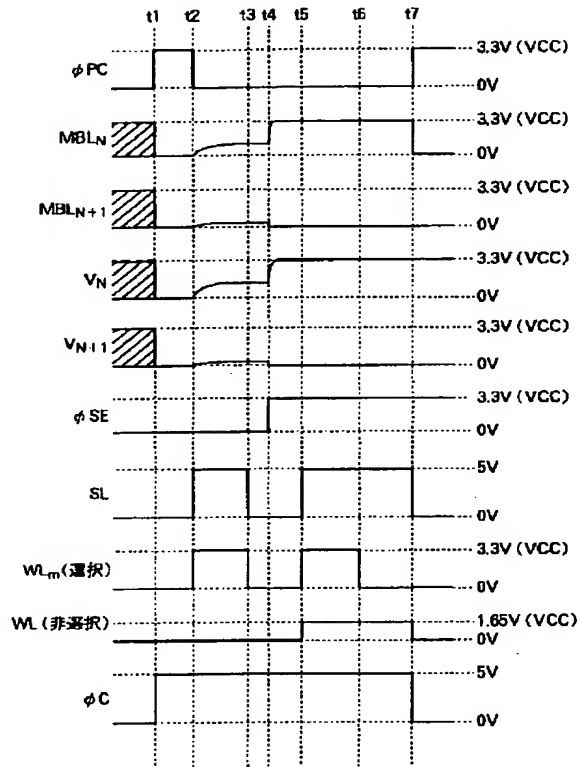 t1 t2 t3 t4 t5 t6 t7
φPC 3.3V (VCC)
0V
MBLN 3.3V (VCC)
0V
MBLN+1 3.3V (VCC)
0V
VN 3.3V (VCC)
0V
VN+1 3.3V (VCC)
0V
φSE 3.3V (VCC)
0V
SL 5V
0V
WLm(選択) 3.3V (VCC)
0V
WL(非選択) 1.65V (VCC)
0V
φC 5V
0V